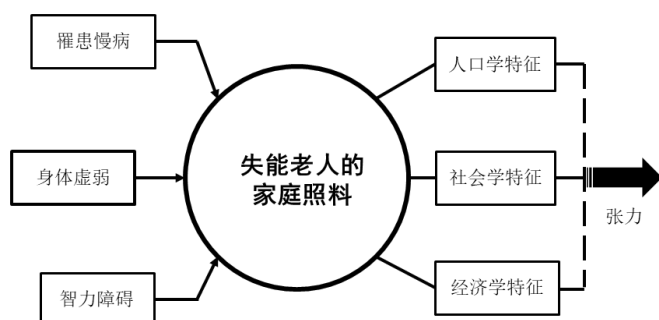 罹患慢病
身体虚弱
智力障碍
失能老人的
家庭照料
人口学特征
社会学特征
经济学特征
张力